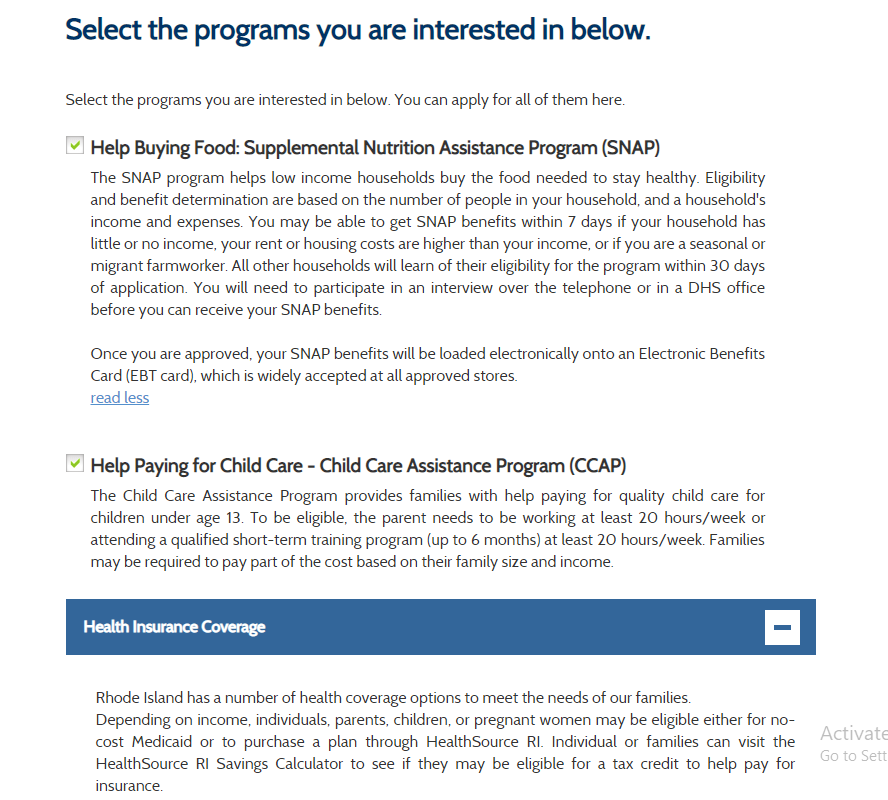 Select the programs you are interested in below.
Select the programs you are interested in below. You can apply for all of them here.
Help Buying Food: Supplemental Nutrition Assistance Program (SNAP)
The SNAP program helps low income households buy the food needed to stay healthy. Eligibility
and benefit determination are based on the number of people in your household, and a household's
income and expenses. You may be able to get SNAP benefits within 7 days if your household has
little or no income, your rent or housing costs are higher than your income, or if you are a seasonal or
migrant farmworker. All other households will learn of their eligibility for the program within 30 days
of application. You will need to participate in an interview over the telephone or in a DHS office
before you can receive your SNAP benefits.
Once you are approved, your SNAP benefits will be loaded electronically onto an Electronic Benefits
Card (EBT card), which is widely accepted at all approved stores.
read less
Help Paying for Child Care - Child Care Assistance Program (CCAP)
The Child Care Assistance Program provides families with help paying for quality child care for
children under age 13. To be eligible, the parent needs to be working at least 20 hours/week or
attending a qualified short-term training program (up to 6 months) at least 20 hours/week. Families
may be required to pay part of the cost based on their family size and income.
Health Insurance Coverage
Rhode Island has a number of health coverage options to meet the needs of our families.
Depending on income, individuals, parents, children, or pregnant women may be eligible either for no-
cost Medicaid or to purchase a plan through HealthSource RI. Individual or families can visit the
HealthSource RI Savings Calculator to see if they may be eligible for a tax credit to help pay for
insurance.
Activate
Go to Sett